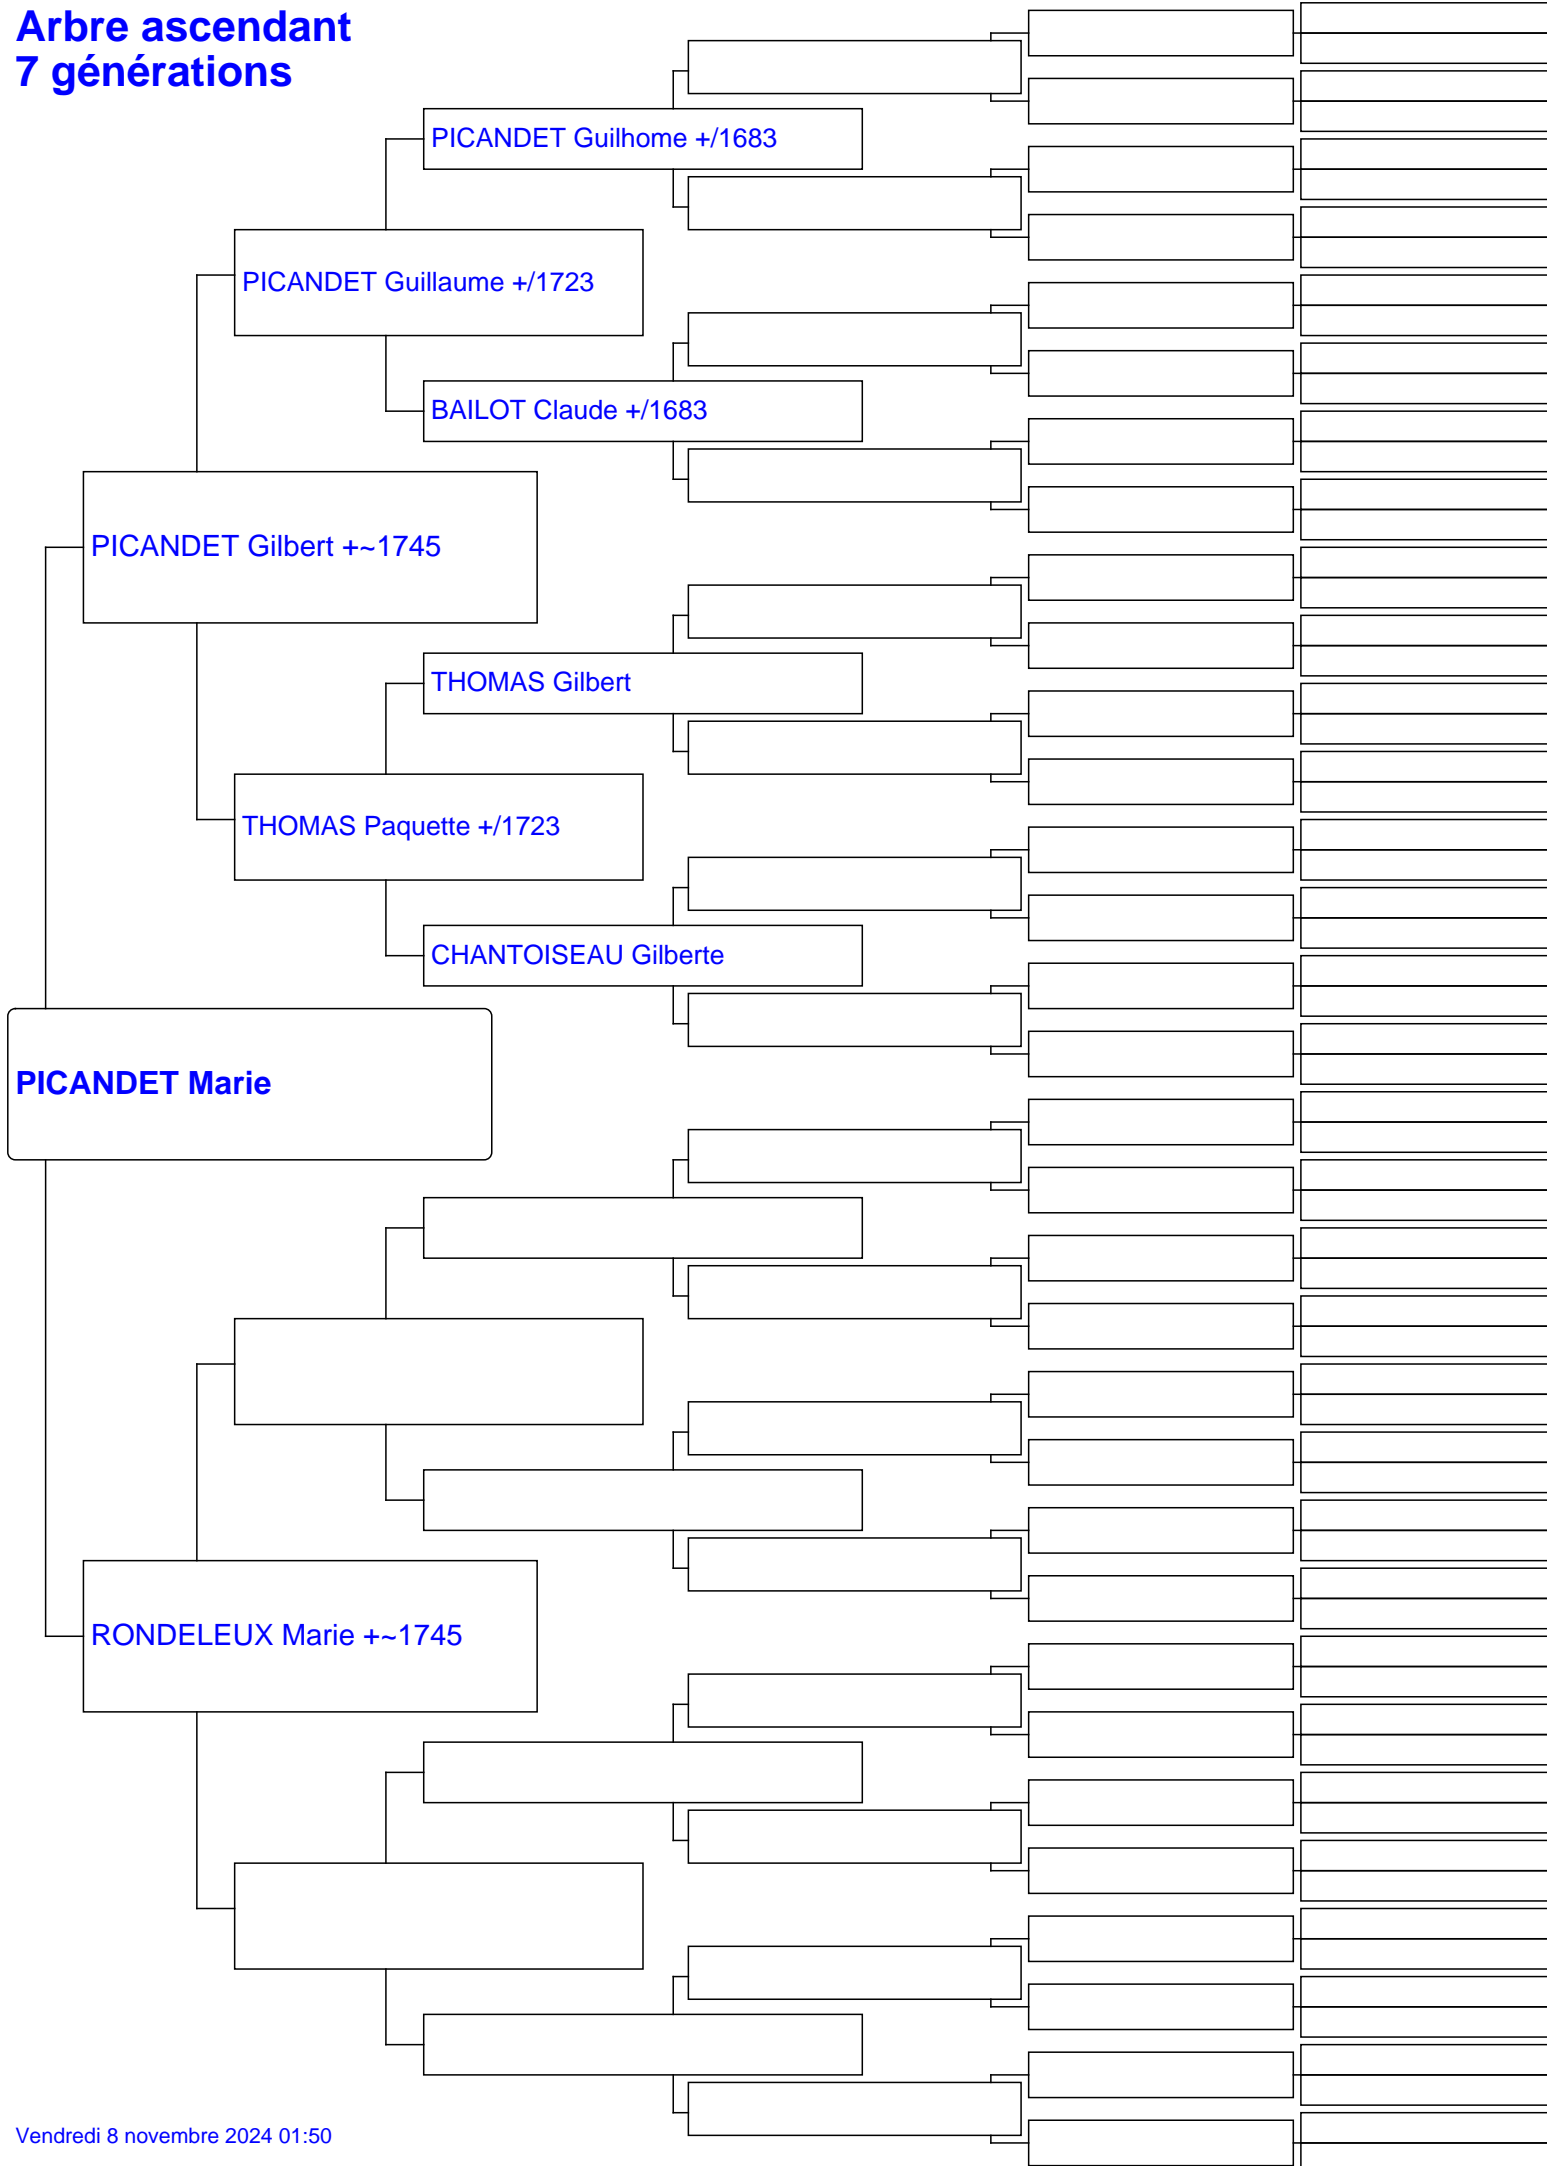 Arbre ascendant
7 générations
PICANDET Guilhome +/1683
PICANDET Guillaume +/1723
BAILOT Claude +/1683
PICANDET Gilbert +~1745
THOMAS Gilbert
THOMAS Paquette +/1723
CHANTOISEAU Gilberte
PICANDET Marie
RONDELEUX Marie +~1745
Vendredi 8 novembre 2024 01:50